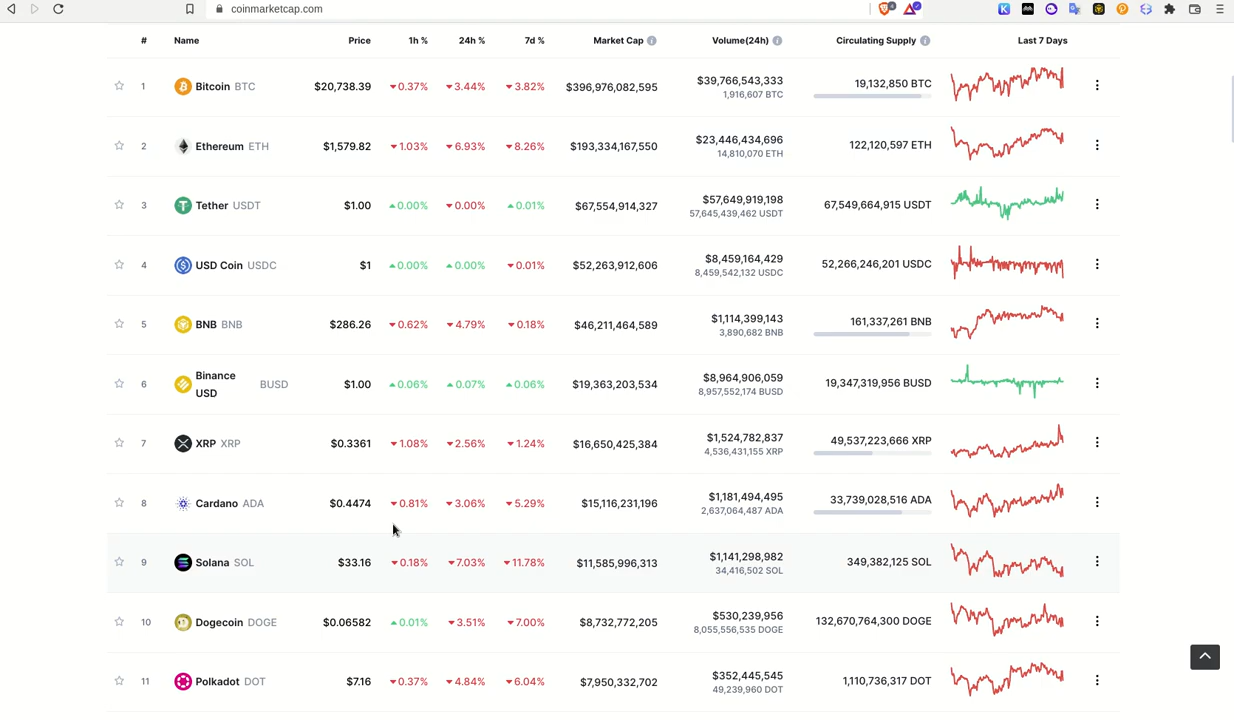 coinmarketcap.com
# Name Price 1h % 24h % 7d % Market Cap Volume(24h) Circulating Supply Last 7 Days
1 Bitcoin BTC $20,738.39 0.37% 3.44% 3.82% $396,976,082,595 $39,766,543,333 19,132,850 BTC
1,916,607 BTC
2 Ethereum ETH $1,579.82 1.03% 6.93% 8.26% $193,334,167,550 $23,446,434,696 122,120,597 ETH
14,810,070 ETH
3 Tether USDT $1.00 0.00% 0.00% 0.01% $67,554,914,327 $57,649,919,198 67,549,664,915 USDT
57,645,439,462 USDT
4 USD Coin USDC $1 0.00% 0.00% 0.01% $52,263,912,606 $8,459,164,429 52,266,246,201 USDC
8,459,542,132 USDC
5 BNB BNB $286.26 0.62% 4.79% 0.18% $46,211,464,589 $1,114,399,143 161,337,261 BNB
3,890,682 BNB
6 Binance USD BUSD $1.00 0.06% 0.07% 0.06% $19,363,203,534 $8,964,906,059 19,347,319,956 BUSD
8,957,552,174 BUSD
7 XRP XRP $0.3361 1.08% 2.56% 1.24% $16,650,425,384 $1,524,782,837 49,537,223,666 XRP
4,536,431,155 XRP
8 Cardano ADA $0.4474 0.81% 3.06% 5.29% $15,116,231,196 $1,181,494,495 33,739,028,516 ADA
2,637,064,487 ADA
9 Solana SOL $33.16 0.18% 7.03% 11.78% $11,585,996,313 $1,141,298,982 349,382,125 SOL
34,416,502 SOL
10 Dogecoin DOGE $0.06582 0.01% 3.51% 7.00% $8,732,772,205 $530,239,956 132,670,764,300 DOGE
8,055,556,535 DOGE
11 Polkadot DOT $7.16 0.37% 4.84% 6.04% $7,950,332,702 $352,445,545 1,110,736,317 DOT
49,239,960 DOT